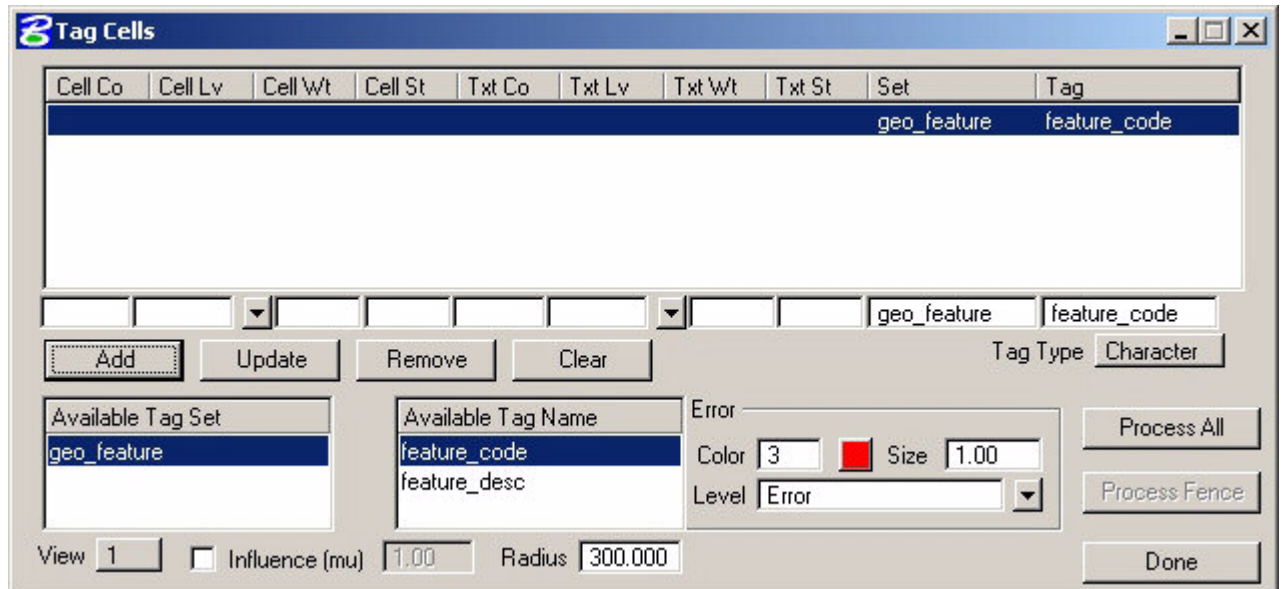 Tag Cells
Cell Co Cell Lv Cell Wt Cell St Txt Co Txt Lv Txt Wt Txt St Set Tag
geo_feature feature_code
geo_feature feature_code
Add Update Remove Clear Tag Type Character
Available Tag Set Available Tag Name Error Process All
geo_feature feature_code Color 3 Size 1.00
feature_desc Level Error Process Fence
View 1 Influence (mu) 1.00 Radius 300.000 Done